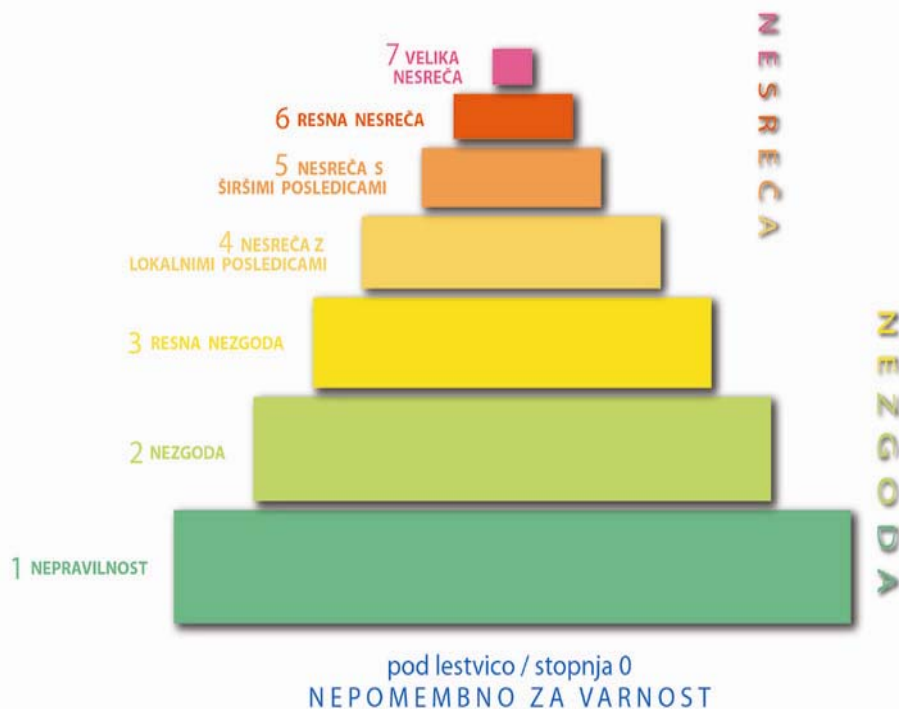 7 VELIKA
NESREČA
6 RESNA NESREČA
5 NESREČA S
ŠIRŠIMI POSLEDICAMI
4 NESREČA Z
LOKALNIMI POSLEDICAMI
3 RESNA NEZGODA
2 NEZGODA
1 NEPRAVILNOST
NESREČA
NEZGODA
pod lestvico / stopnja 0
NEPOMEMBNO ZA VARNOST